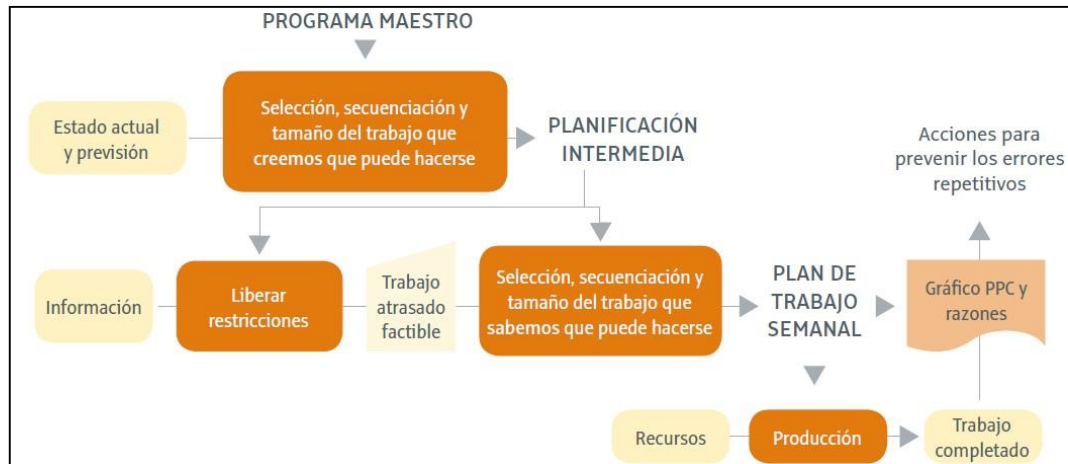 PROGRAMA MAESTRO
Estado actual
y previsión
Selección, secuenciación y
tamaño del trabajo que
creemos que puede hacerse
PLANIFICACIÓN
INTERMEDIA
Acciones para
prevenir los errores
repetitivos
Información
Liberar
restricciones
Trabajo
atrasado
factible
Selección, secuenciación y
tamaño del trabajo que
sabemos que puede hacerse
PLAN DE
TRABAJO
SEMANAL
Gráfico PPC y
razones
Recursos
Producción
Trabajo
completado